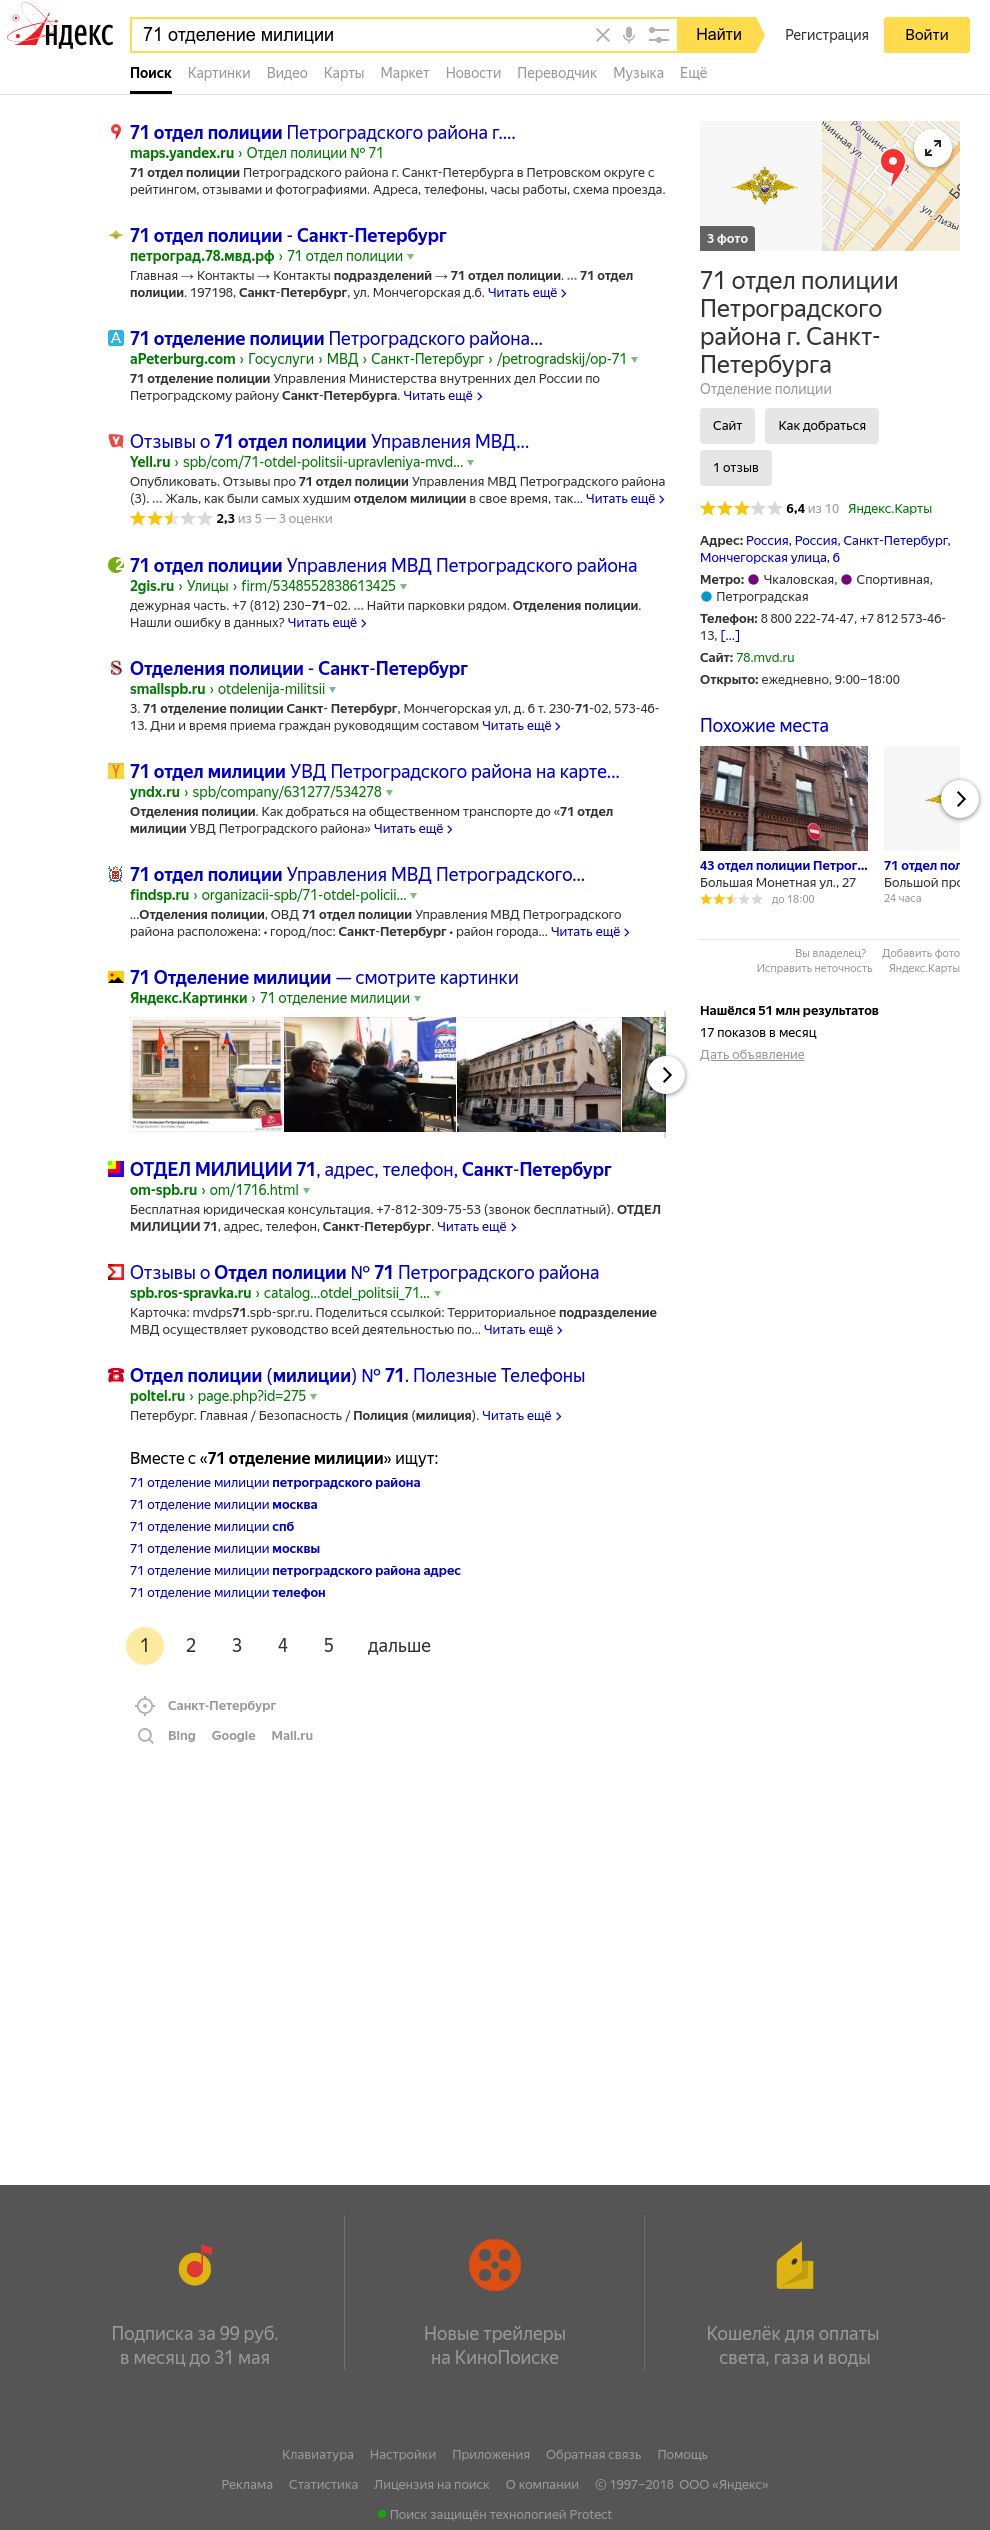 Яндекс
71 отделение милиции
Найти
Регистрация
Войти
Поиск Картинки Видео Карты Маркет Новости Переводчик Музыка Ещё
71 отдел полиции Петроградского района г....
maps.yandex.ru › Отдел полиции № 71
71 отдел полиции Петроградского района г. Санкт-Петербурга в Петровском округе с
рейтингом, отзывами и фотографиями. Адреса, телефоны, часы работы, схема проезда.
71 отдел полиции - Санкт-Петербург
петроград.78.мвд.рф › 71 отдел полиции
Главная → Контакты → Контакты подразделений → 71 отдел полиции. ... 71 отдел
полиции. 197198, Санкт-Петербург, ул. Мончегорская д.6. Читать ещё >
71 отделение полиции Петроградского района...
aPeterburg.com › Госуслуги › МВД › Санкт-Петербург › /petrogradskij/op-71
71 отделение полиции Управления Министерства внутренних дел России по
Петроградскому району Санкт-Петербурга. Читать ещё >
Отзывы о 71 отдел полиции Управления МВД...
Yell.ru › spb/com/71-otdel-politsii-upravleniya-mvd...
Опубликовать. Отзывы про 71 отдел полиции Управления МВД Петроградского района
(3). ... Жаль, как были самых худшим отделом милиции в свое время, так... Читать ещё >
2,3 из 5 — 3 оценки
71 отдел полиции Управления МВД Петроградского района
2gis.ru › Улицы › firm/5348552838613425
дежурная часть. +7 (812) 230–71–02. ... Найти парковки рядом. Отделения полиции.
Нашли ошибку в данных? Читать ещё >
Отделения полиции - Санкт-Петербург
smallspb.ru › otdelenija-militsii
3. 71 отделение полиции Санкт- Петербург, Мончегорская ул, д. 6 т. 230-71-02, 573-46-
13. Дни и время приема граждан руководящим составом Читать ещё >
71 отдел милиции УВД Петроградского района на карте...
yndx.ru › spb/company/631277/534278
Отделения полиции. Как добраться на общественном транспорте до «71 отдел
милиции УВД Петроградского района» Читать ещё >
71 отдел полиции Управления МВД Петроградского...
findsp.ru › organizacii-spb/71-otdel-policii...
...Отделения полиции, ОВД 71 отдел полиции Управления МВД Петроградского
района расположена: • город/пос: Санкт-Петербург • район города... Читать ещё >
71 Отделение милиции — смотрите картинки
Яндекс.Картинки › 71 отделение милиции
ЕДИНАЯ
РОССИЯ
полиция
71 отдел полиции Петроградского района
ОТДЕЛ МИЛИЦИИ 71, адрес, телефон, Санкт-Петербург
om-spb.ru › om/1716.html
Бесплатная юридическая консультация. +7-812-309-75-53 (звонок бесплатный). ОТДЕЛ
МИЛИЦИИ 71, адрес, телефон, Санкт-Петербург. Читать ещё >
Отзывы о Отдел полиции № 71 Петроградского района
spb.ros-spravka.ru › catalog...otdel_politsii_71...
Карточка: mvdps71.spb-spr.ru. Поделиться ссылкой: Территориальное подразделение
МВД осуществляет руководство всей деятельностью по... Читать ещё >
Отдел полиции (милиции) № 71. Полезные Телефоны
poltel.ru › page.php?id=275
Петербург. Главная / Безопасность / Полиция (милиция). Читать ещё >
Вместе с «71 отделение милиции» ищут:
71 отделение милиции петроградского района
71 отделение милиции москва
71 отделение милиции спб
71 отделение милиции москвы
71 отделение милиции петроградского района адрес
71 отделение милиции телефон
1 2 3 4 5 дальше
Санкт-Петербург
Bing Google Mail.ru
Ропшинс
ул. Лизы
3 фото
71 отдел полиции
Петроградского
района г. Санкт-
Петербурга
Отделение полиции
Сайт
Как добраться
1 отзыв
6,4 из 10 Яндекс.Карты
Адрес: Россия, Россия, Санкт-Петербург,
Мончегорская улица, 6
Метро: Чкаловская, Спортивная,
Петроградская
Телефон: 8 800 222-74-47, +7 812 573-46-
13, [...]
Сайт: 78.mvd.ru
Открыто: ежедневно, 9:00–18:00
Похожие места
43 отдел полиции Петрог...
Большая Монетная ул., 27
до 18:00
71 отдел пол
Большой про
24 часа
Вы владелец? Добавить фото
Исправить неточность Яндекс.Карты
Нашёлся 51 млн результатов
17 показов в месяц
Дать объявление
Подписка за 99 руб.
в месяц до 31 мая
Новые трейлеры
на КиноПоиске
Кошелёк для оплаты
света, газа и воды
Клавиатура Настройки Приложения Обратная связь Помощь
Реклама Статистика Лицензия на поиск О компании © 1997–2018 ООО «Яндекс»
Поиск защищён технологией Protect